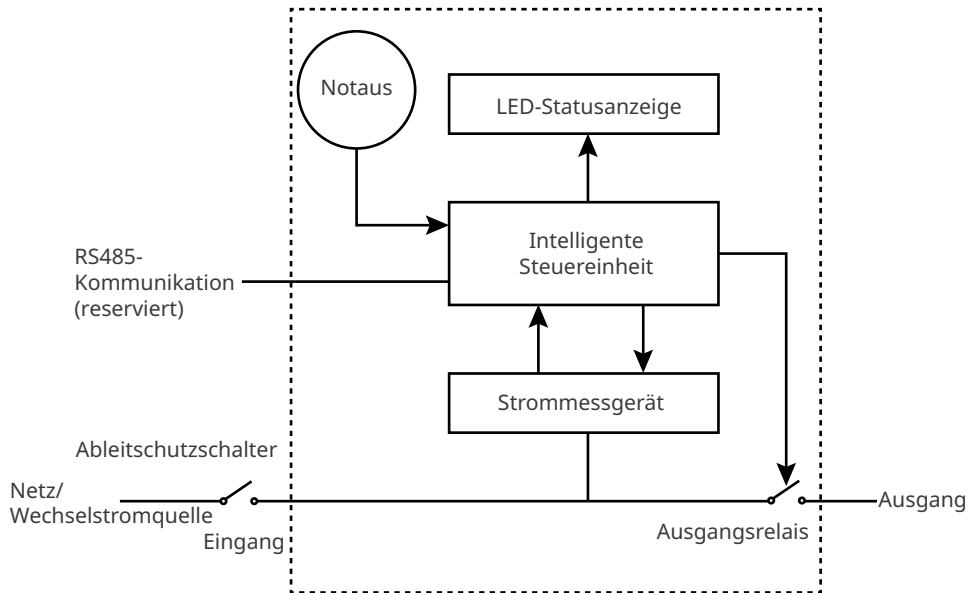 Notaus
LED-Statusanzeige
Intelligente
Steuereinheit
RS485-
Kommunikation
(reserviert)
Strommessgerät
Ableitschutzschalter
Netz/
Wechselstromquelle
Eingang
Ausgangsrelais
Ausgang